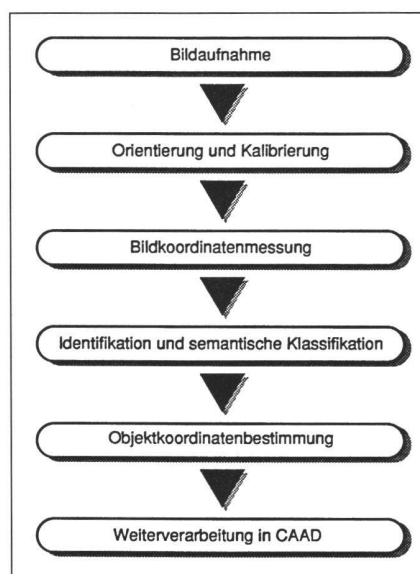 Bildaufnahme
Orientierung und Kalibrierung
Bildkoordinatenmessung
Identifikation und semantische Klassifikation
Objektkoordinatenbestimmung
Weiterverarbeitung in CAAD